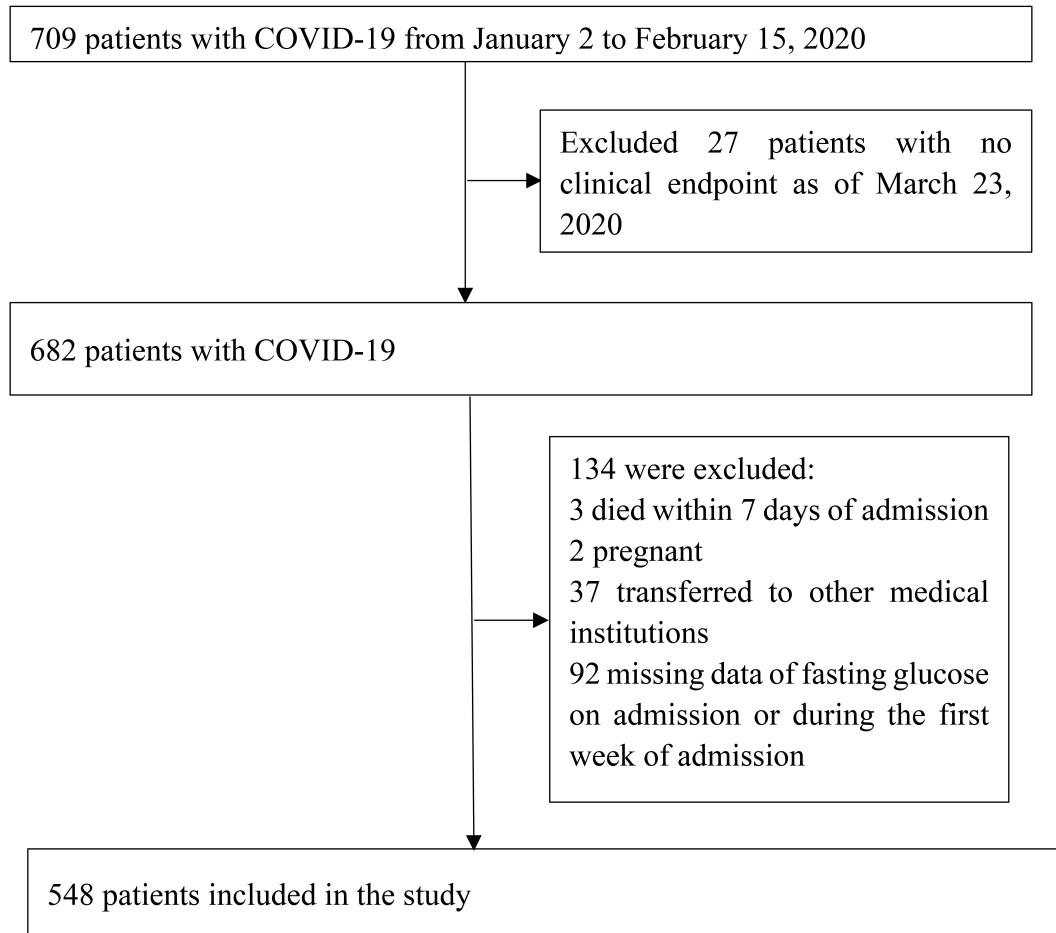 709 patients with COVID-19 from January 2 to February 15, 2020
Excluded 27 patients with no
clinical endpoint as of March 23,
2020
682 patients with COVID-19
134 were excluded:
3 died within 7 days of admission
2 pregnant
37 transferred to other medical
institutions
92 missing data of fasting glucose
on admission or during the first
week of admission
548 patients included in the study